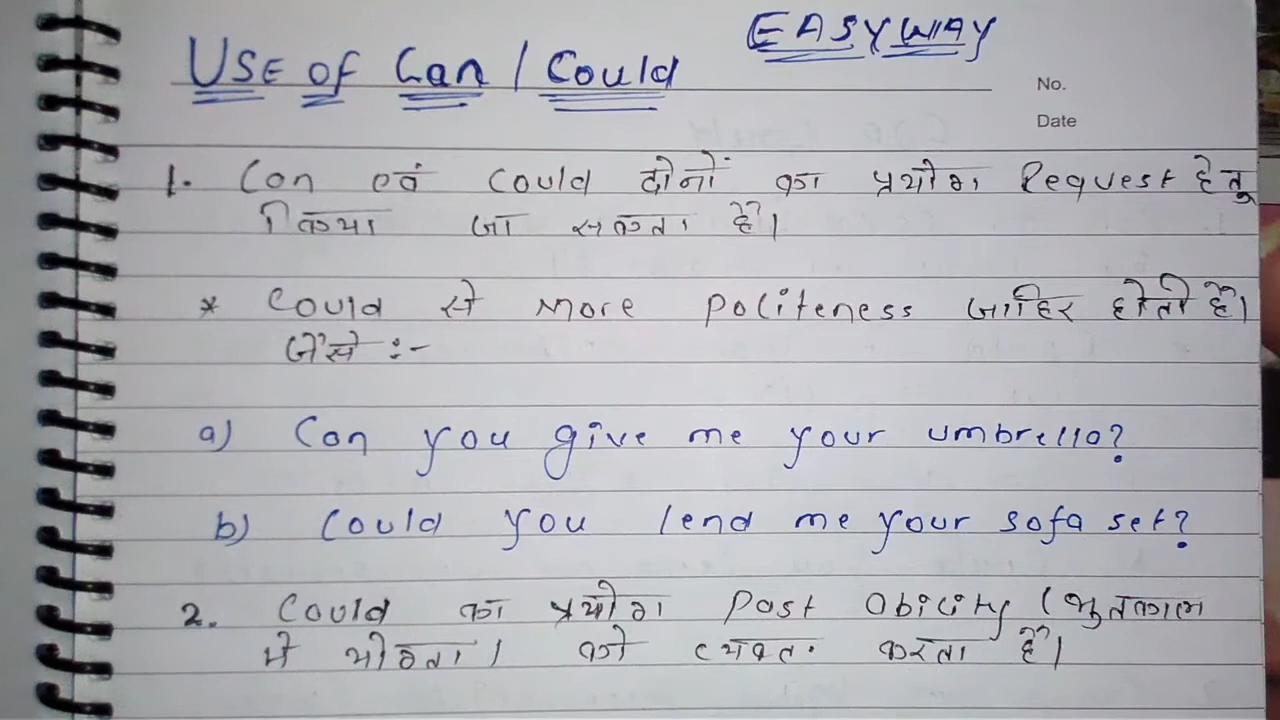 EASYWAY
USE OF Can / Could
No.
Date
1. Can एवं Could दोनों का प्रयोग Request हेतु
किया जा सकता है।
* Could से More Politeness जाहिर होती है।
जैसे :-
a) Can you give me your umbrella?
b) Could you lend me your sofa set?
2. Could का प्रयोग Past Obility (भूतकाल
में योग्यता) को व्यक्त करता है।